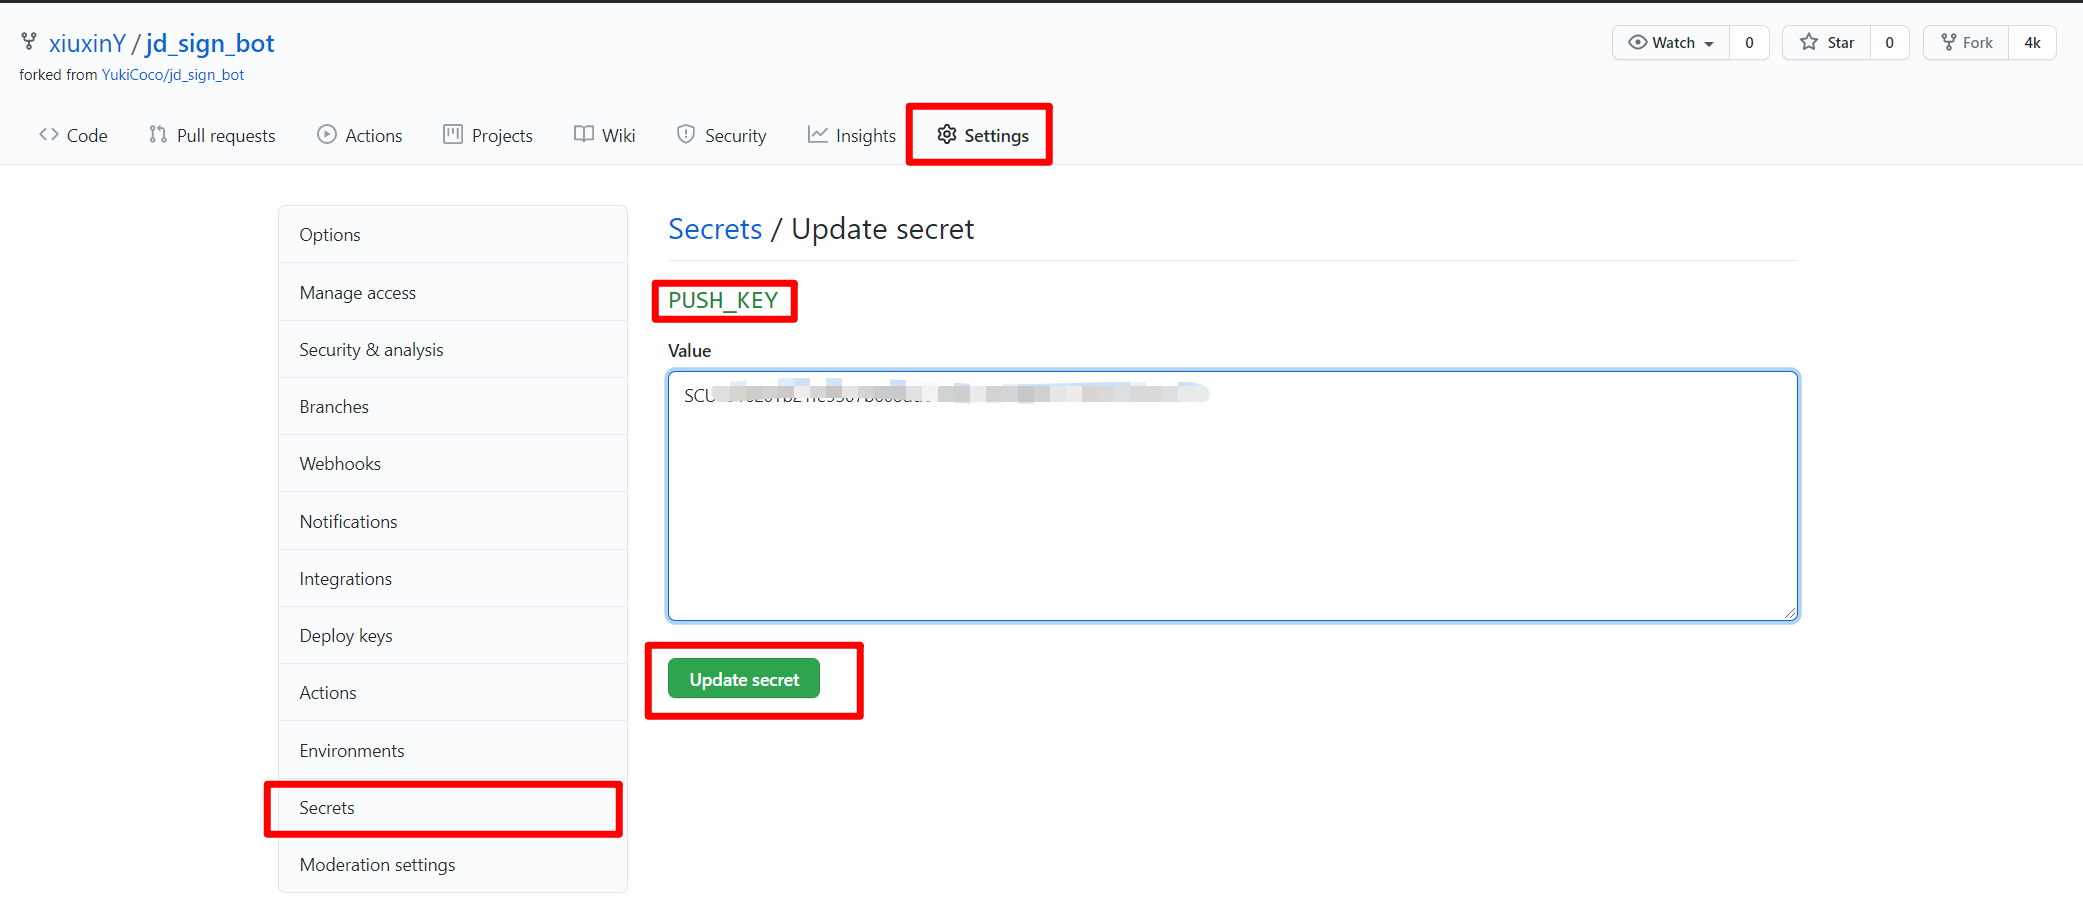 xiuxinY / jd_sign_bot
forked from YukiCoco/jd_sign_bot
Watch 0
Star 0
Fork 4k
Code
Pull requests
Actions
Projects
Wiki
Security
Insights
Settings
Options
Manage access
Security & analysis
Branches
Webhooks
Notifications
Integrations
Deploy keys
Actions
Environments
Secrets
Moderation settings
Secrets / Update secret
PUSH_KEY
Value
Update secret